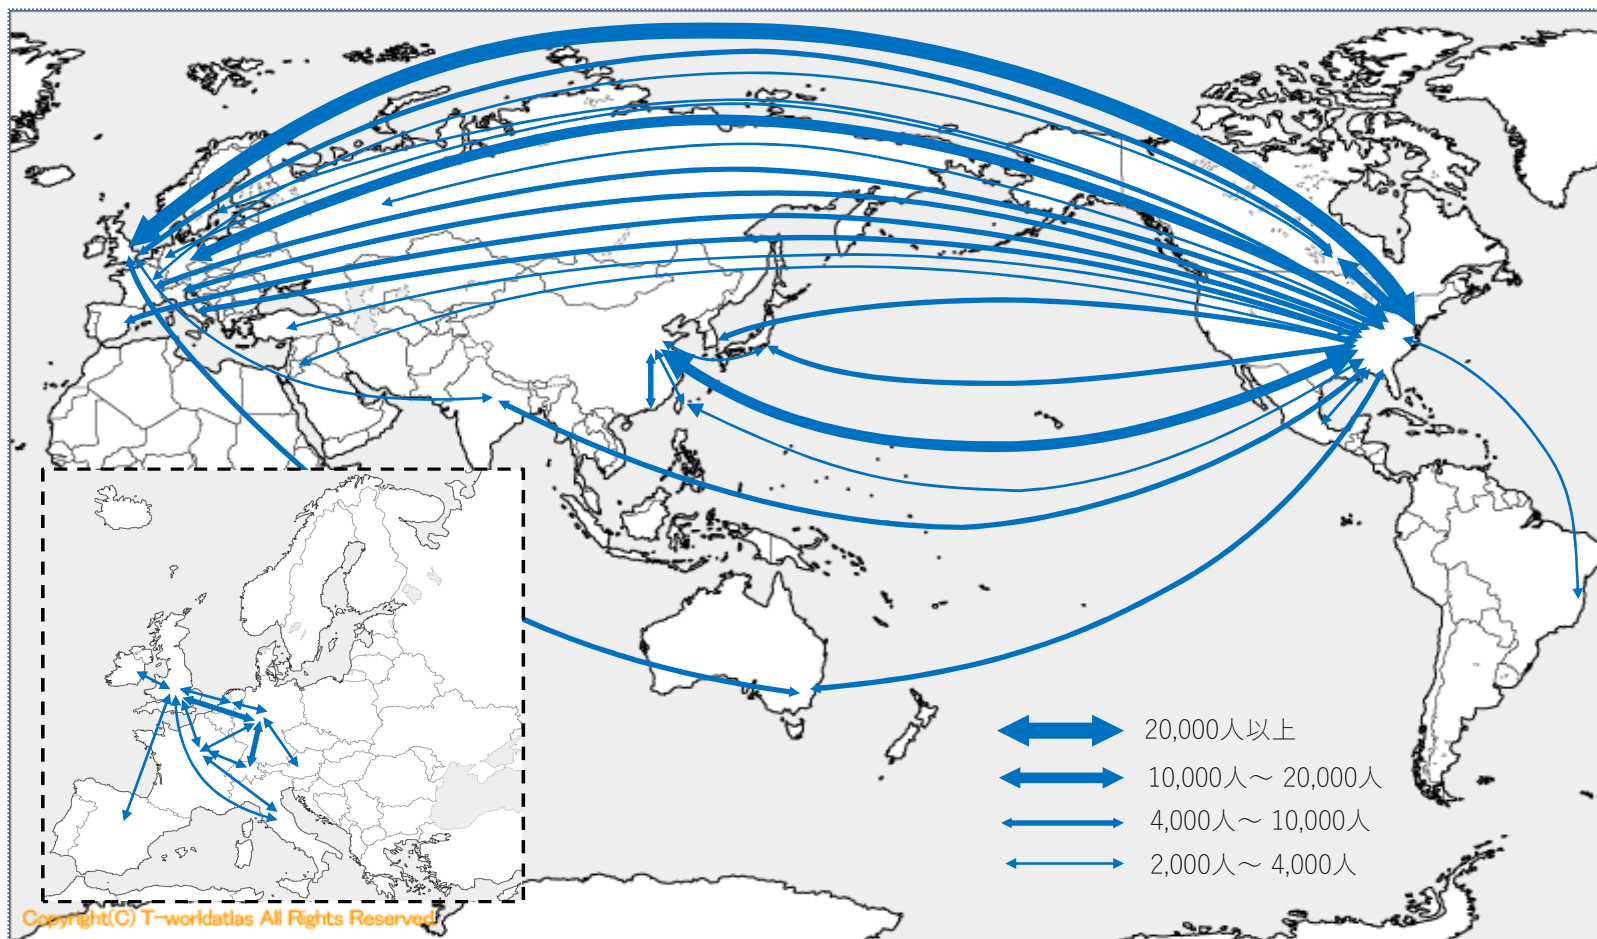 20,000人以上
10,000人～ 20,000人
4,000人～ 10,000人
2,000人～ 4,000人
Copyright(C) T-worldatlas All Rights Reserved